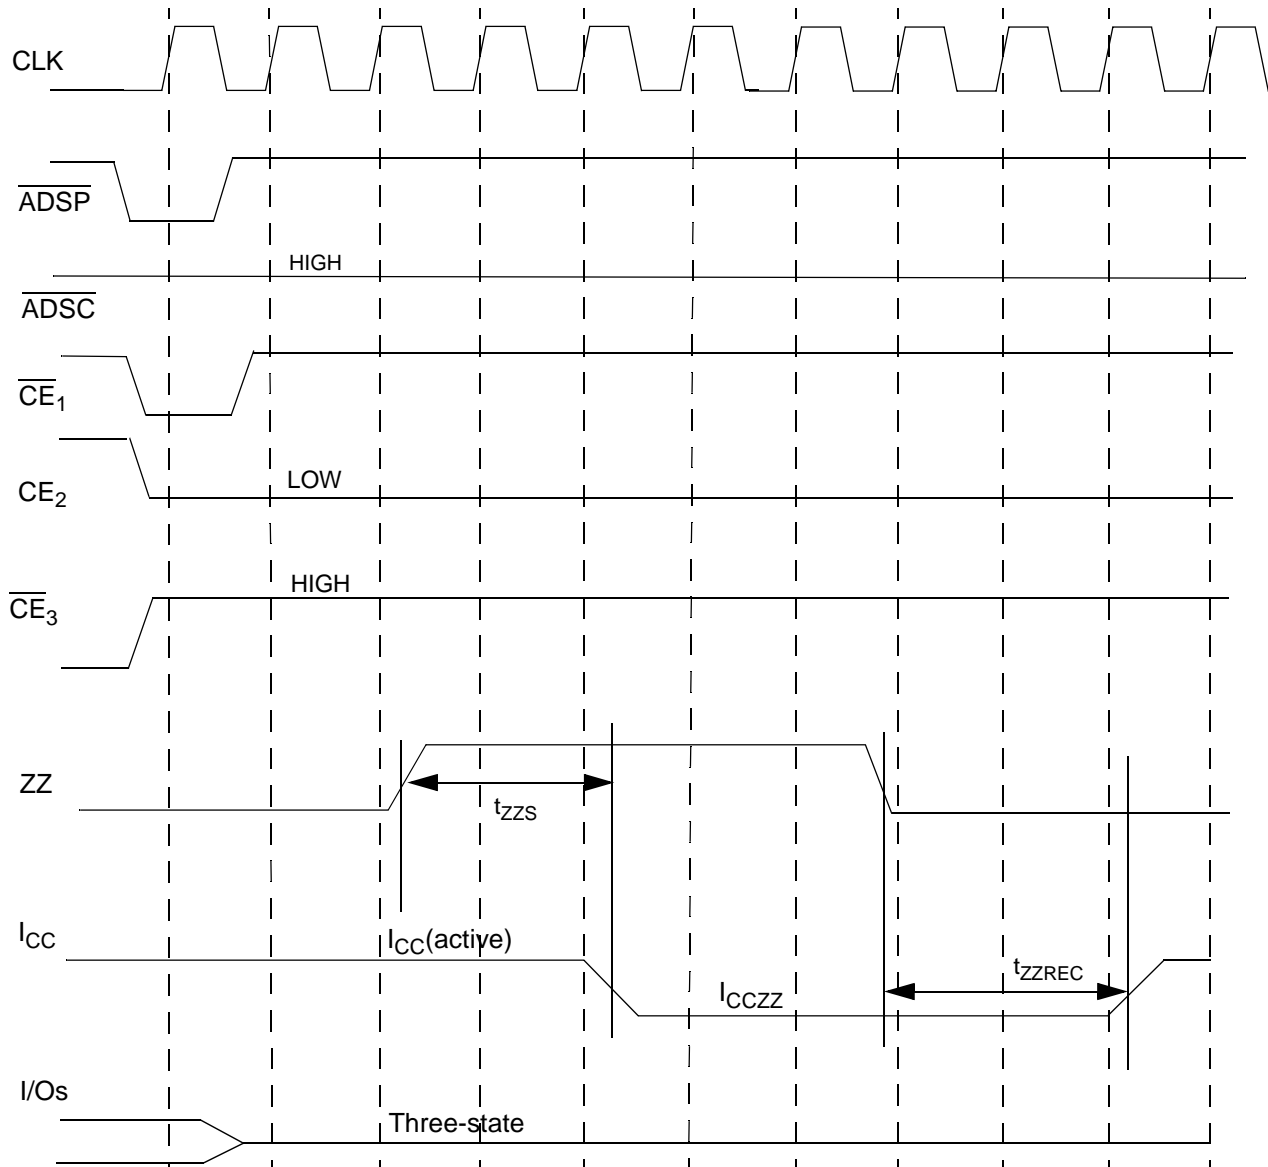 CLK
ADSP
HIGH
ADSC
CE1
LOW
CE2
HIGH
CE3
ZZ
tZZS
ICC
ICC(active)
tZZREC
ICCZZ
I/Os
Three-state